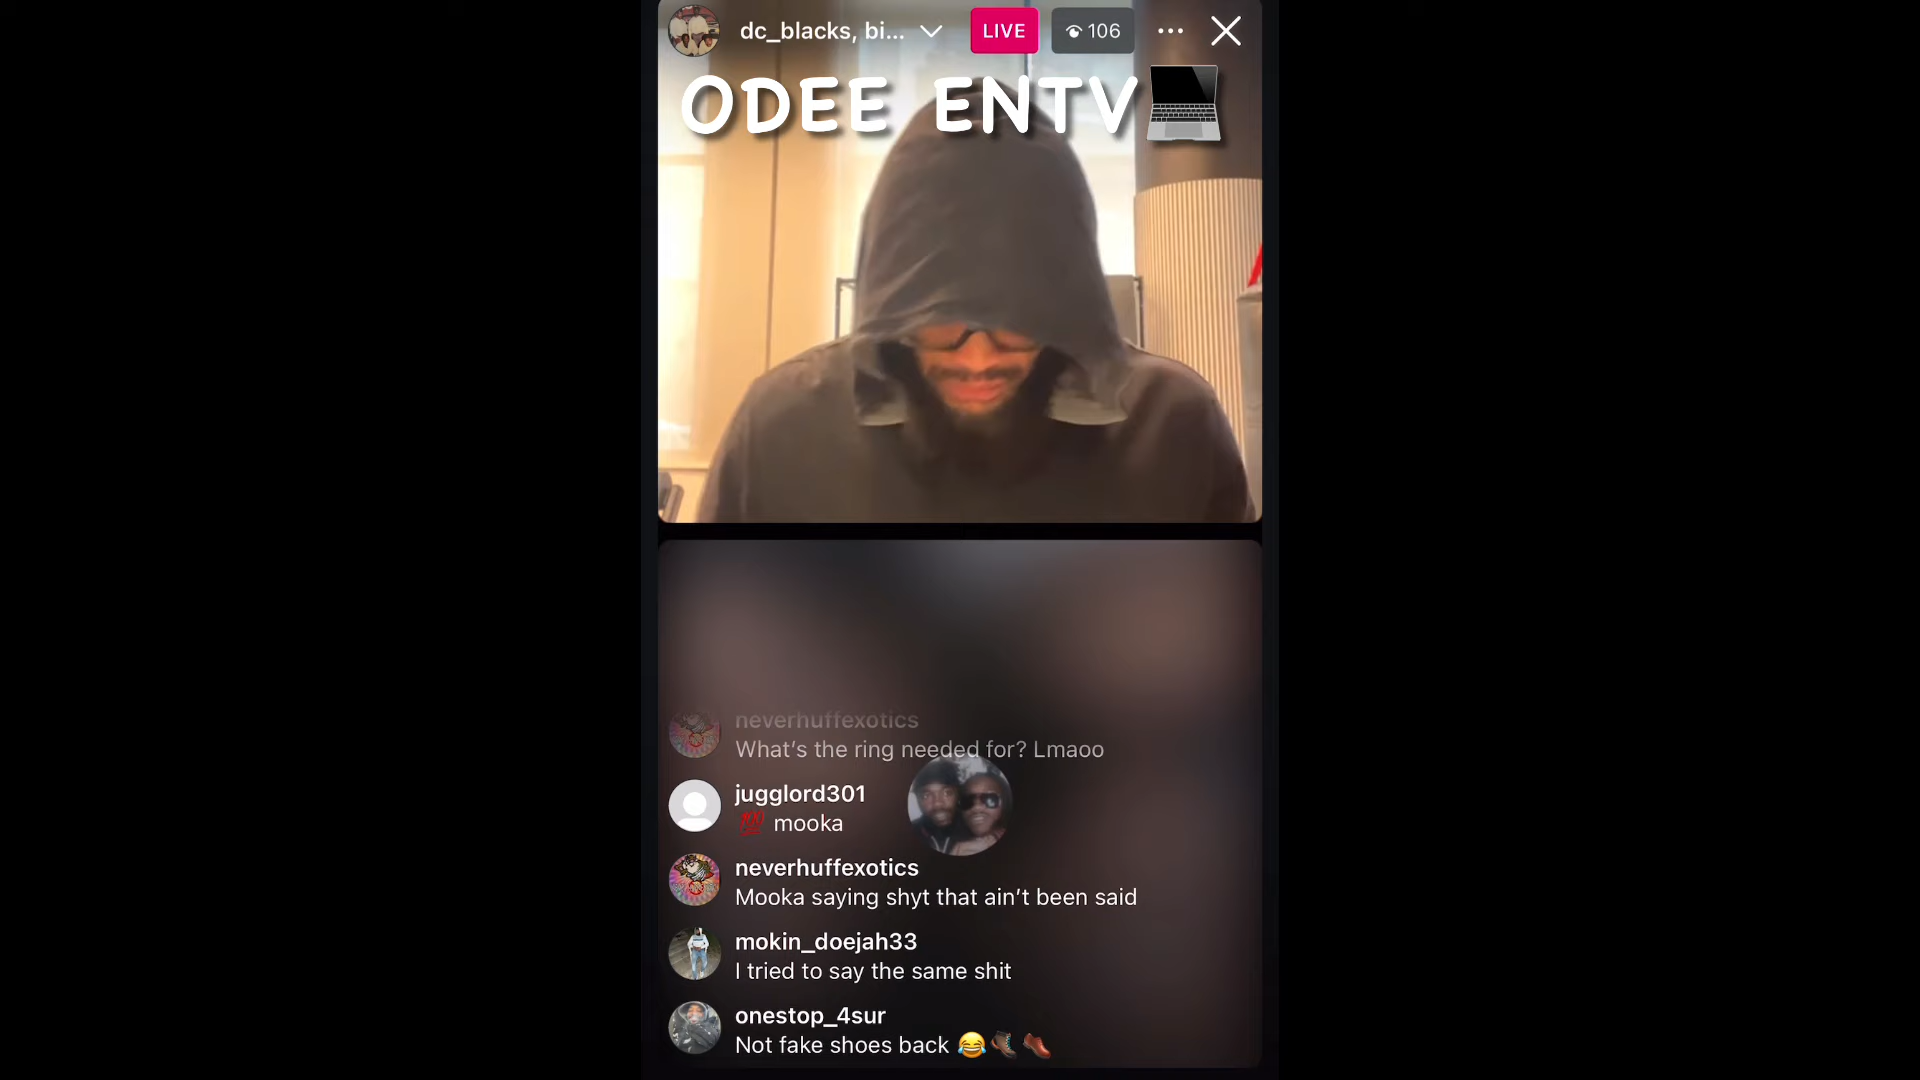 dc_blacks, bi...
LIVE
106
ODEE ENTV💻
neverhuffexotics
What's the ring needed for? Lmaoo
jugglord301
💯 mooka
neverhuffexotics
Mooka saying shyt that ain't been said
mokin_doejah33
I tried to say the same shit
onestop_4sur
Not fake shoes back 😂🥾👞